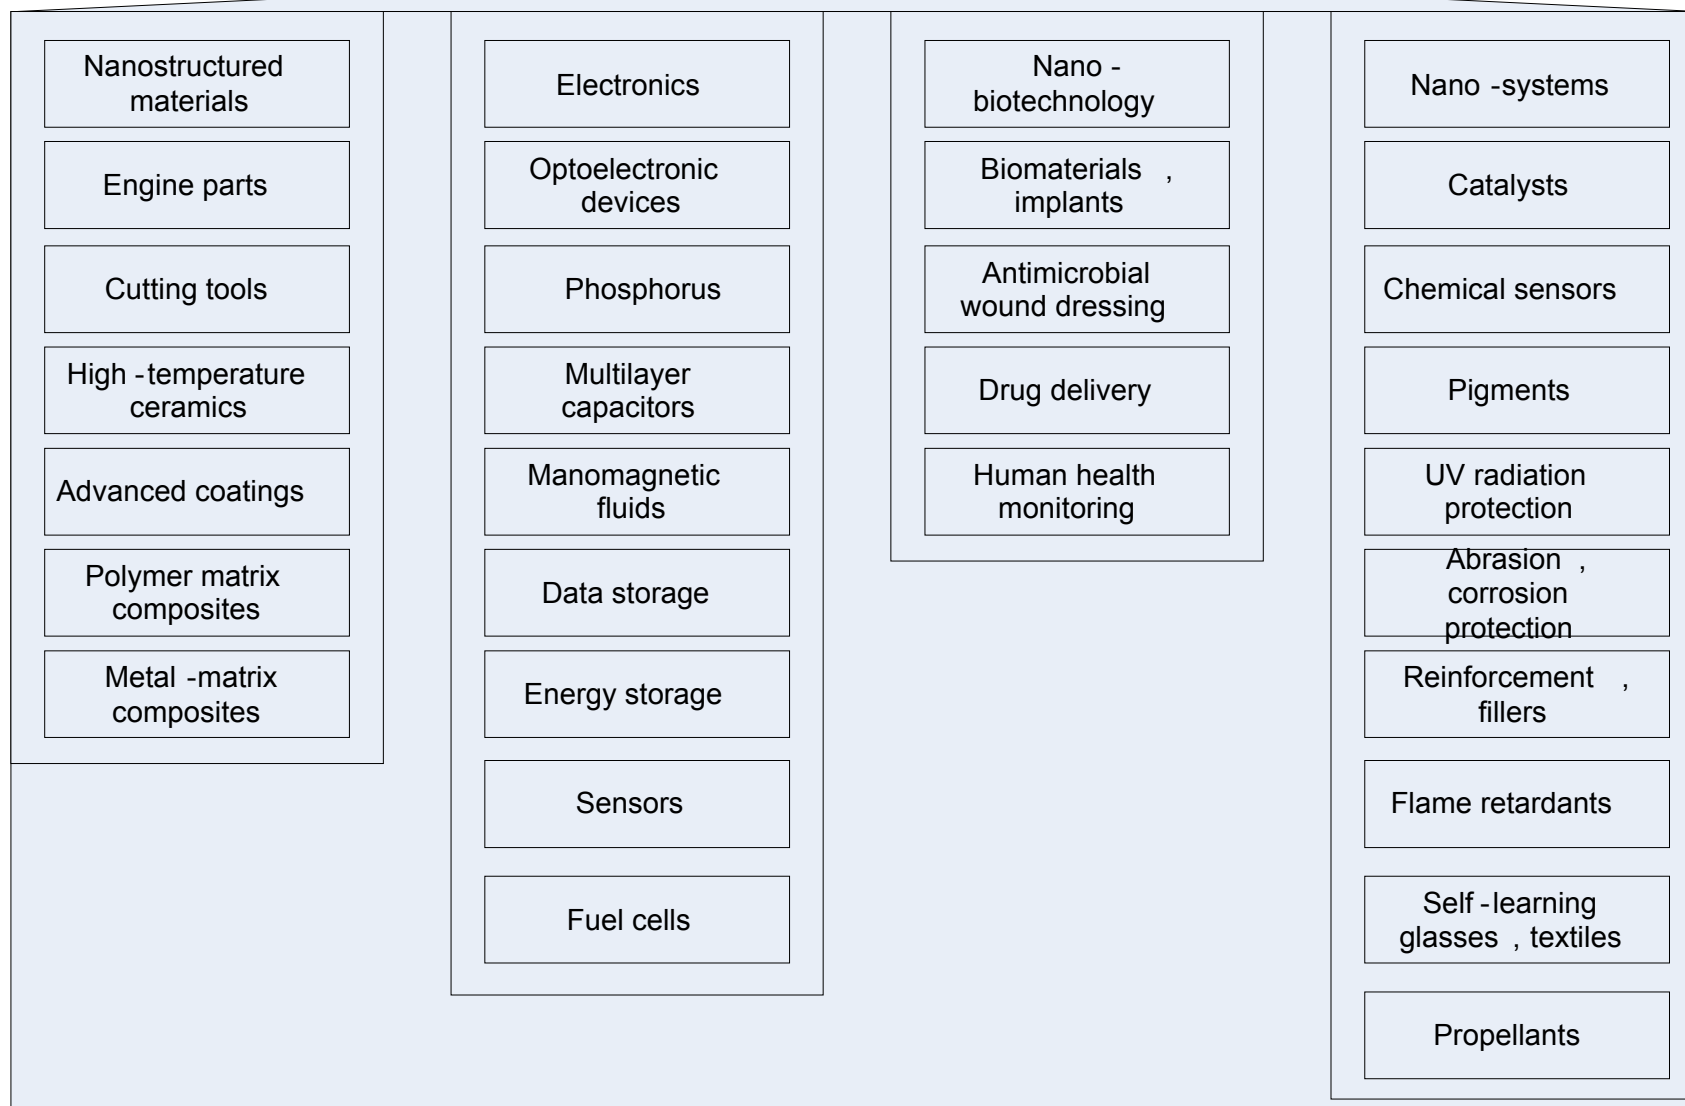 Nanostructured
materials
Engine parts
Cutting tools
High -temperature
ceramics
Advanced coatings
Polymer matrix
composites
Metal -matrix
composites
Electronics
Optoelectronic
devices
Phosphorus
Multilayer
capacitors
Manomagnetic
fluids
Data storage
Energy storage
Sensors
Fuel cells
Nano -
biotechnology
Biomaterials ,
implants
Antimicrobial
wound dressing
Drug delivery
Human health
monitoring
Nano -systems
Catalysts
Chemical sensors
Pigments
UV radiation
protection
Abrasion ,
corrosion
protection
Reinforcement ,
fillers
Flame retardants
Self -learning
glasses , textiles
Propellants